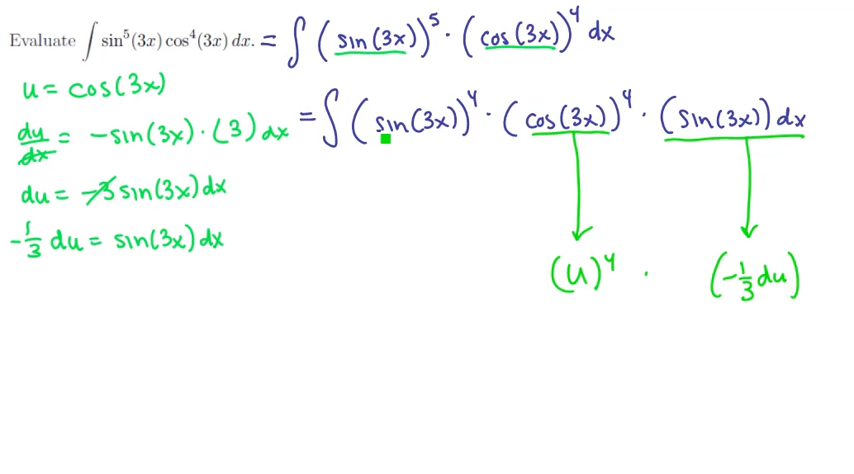 Evaluate ∫ sin⁵(3x) cos⁴(3x) dx. = ∫ (sin(3x))⁵ · (cos(3x))⁴ dx
u = cos(3x)
du/dx = -sin(3x) · (3) dx
du = -3 sin(3x) dx
-1/3 du = sin(3x) dx
= ∫ (sin(3x))⁴ · (cos(3x))⁴ · (sin(3x)) dx
(u)⁴ · (-1/3 du)